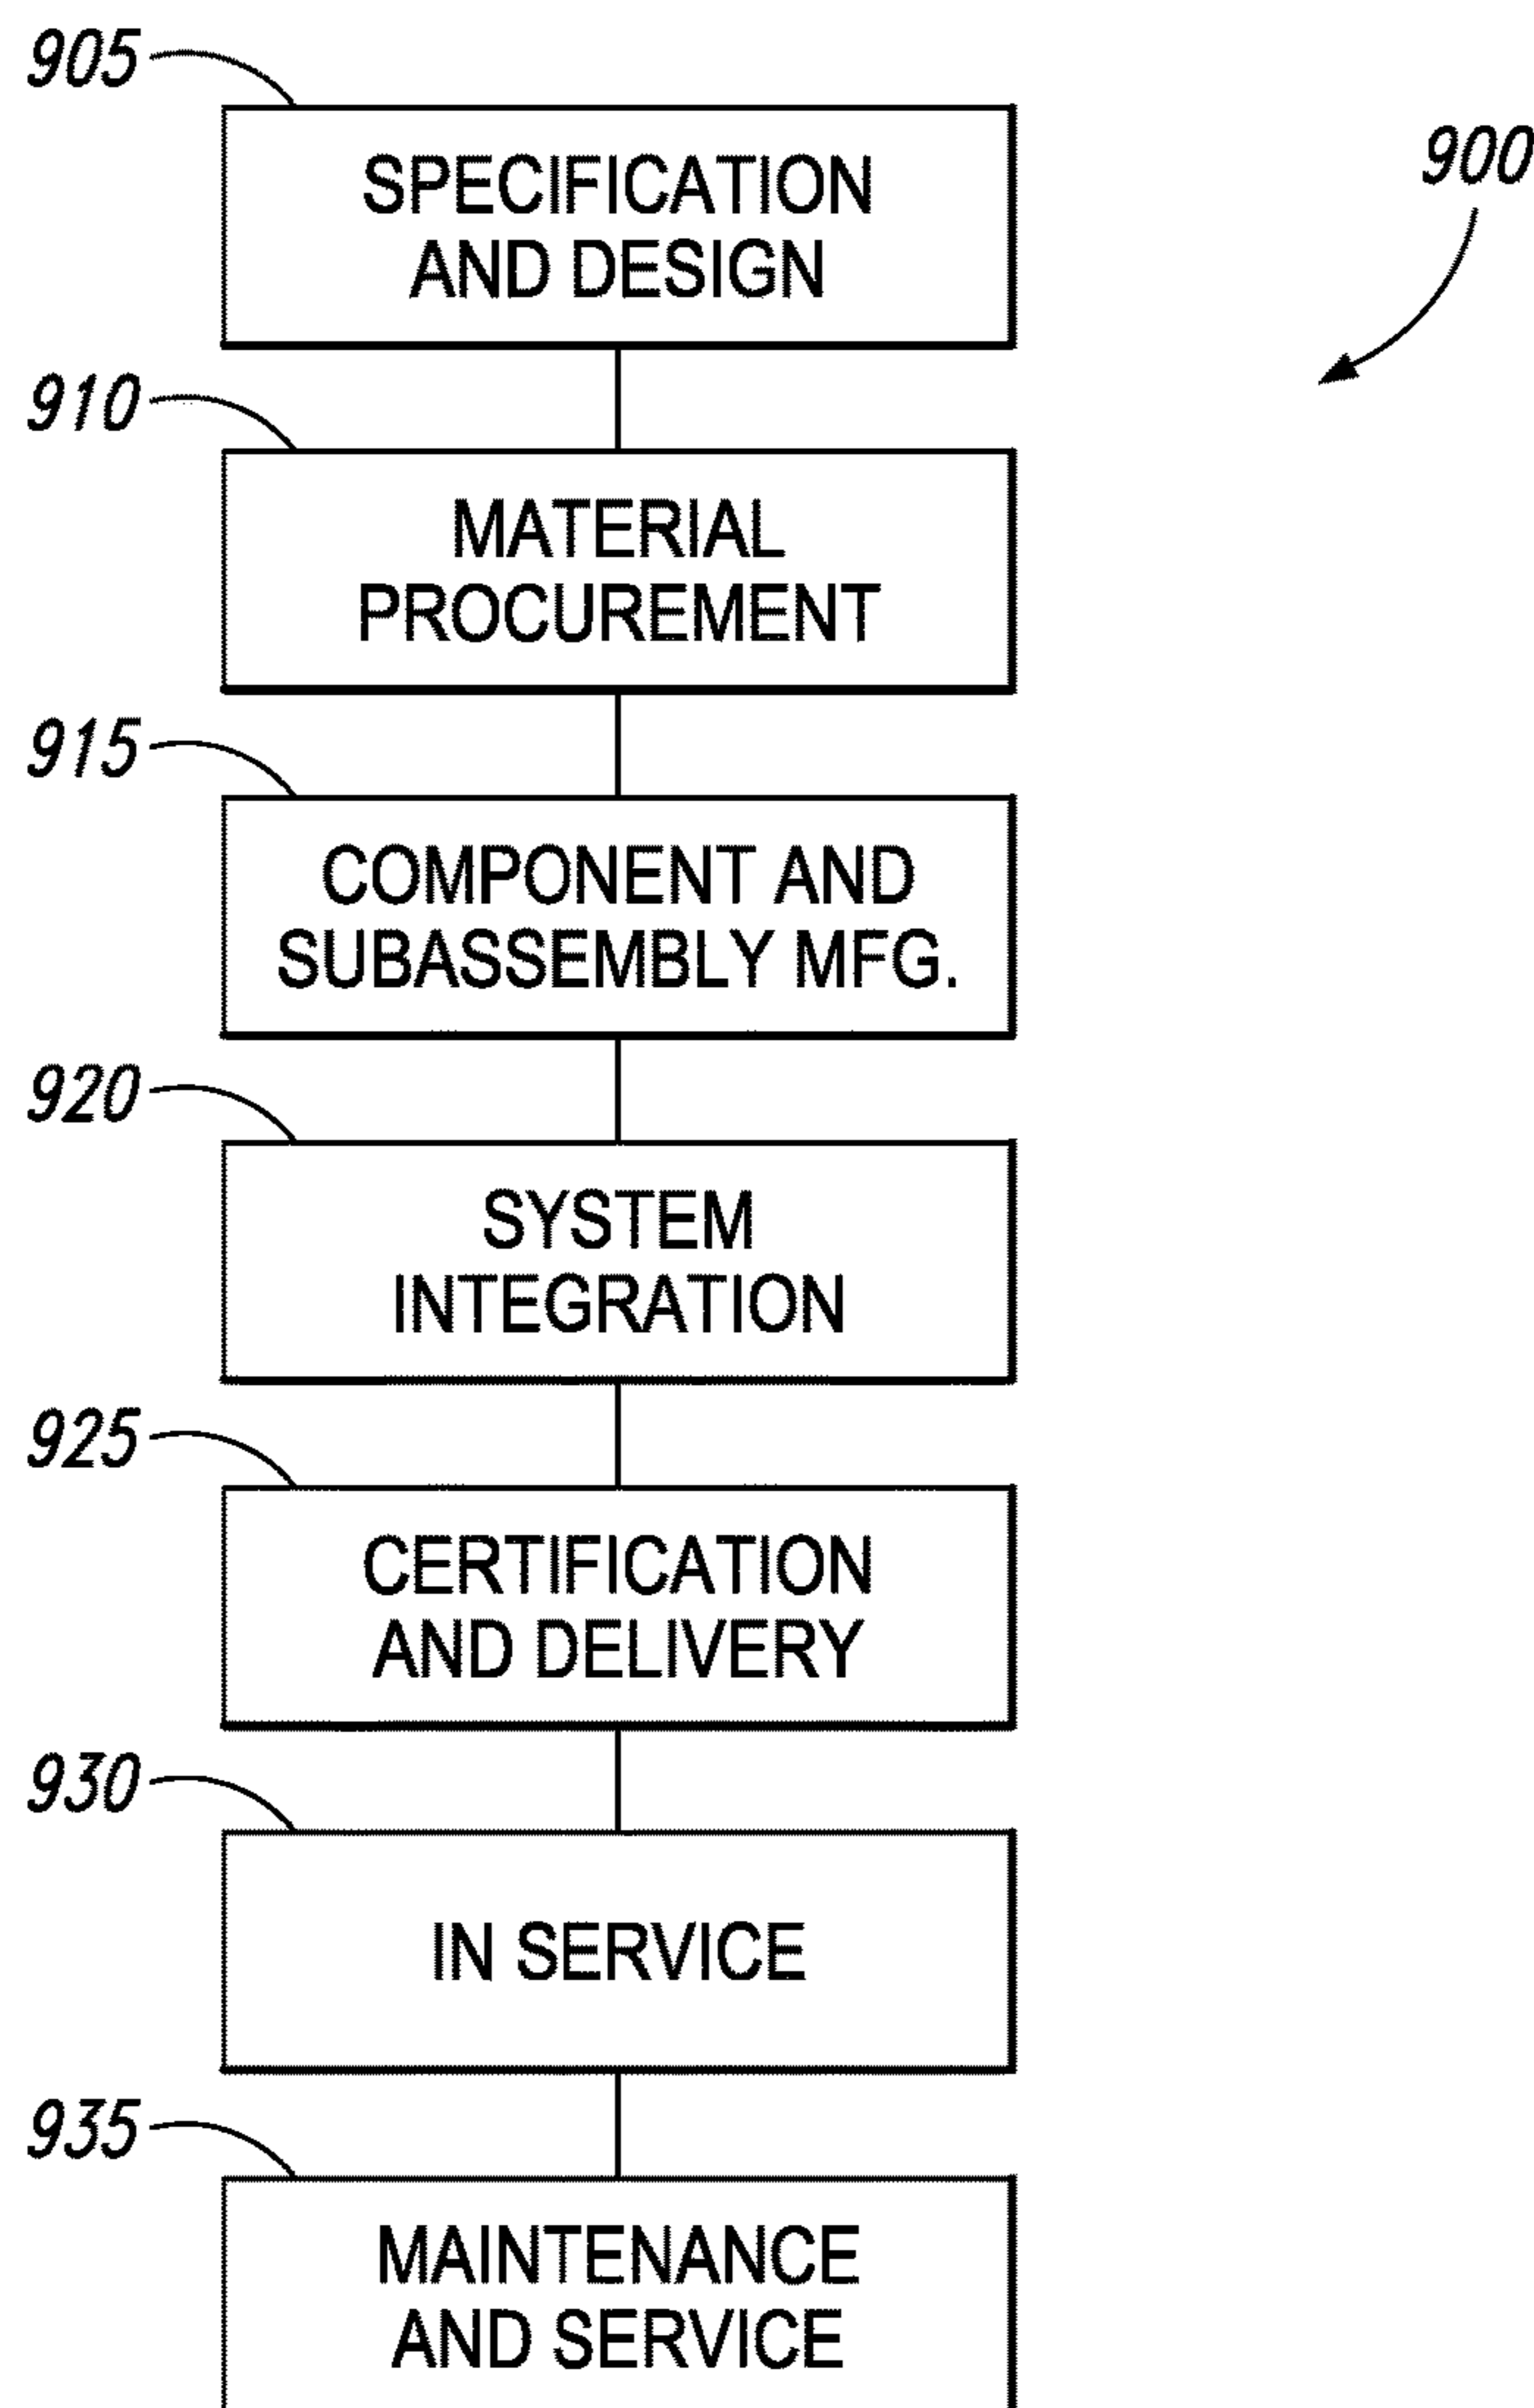 905
SPECIFICATION
AND DESIGN
900
910
MATERIAL
PROCUREMENT
915
COMPONENT AND
SUBASSEMBLY MFG.
920
SYSTEM
INTEGRATION
925
CERTIFICATION
AND DELIVERY
930
IN SERVICE
935
MAINTENANCE
AND SERVICE